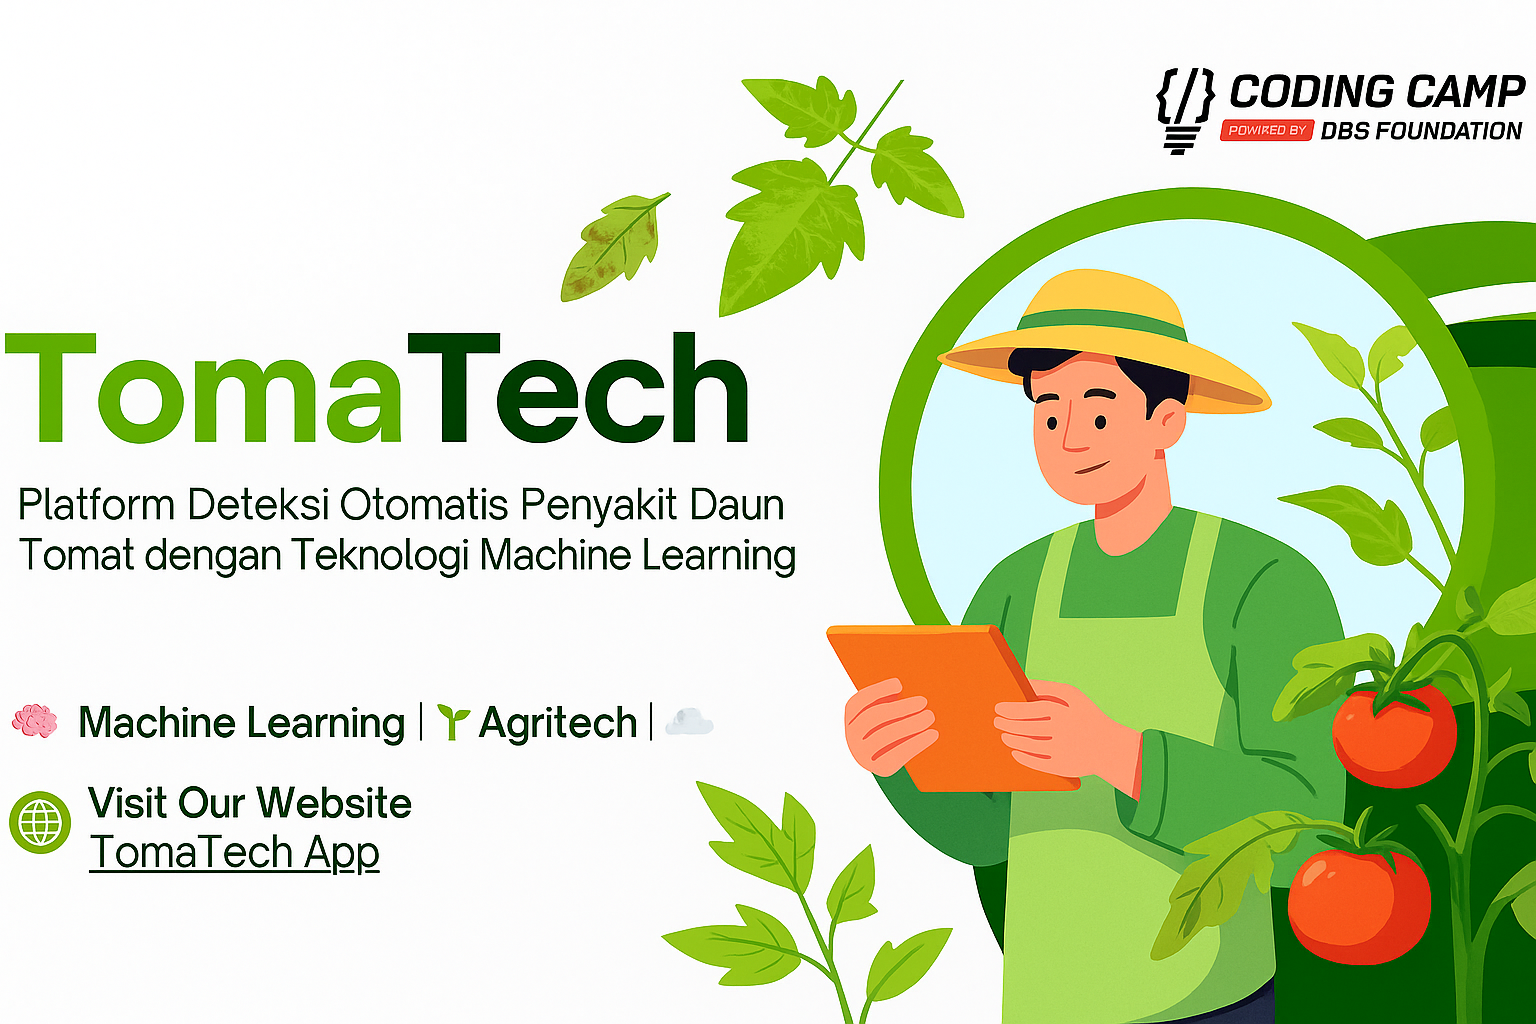 CODING CAMP
POWERED BY DBS FOUNDATION
TomaTech
Platform Deteksi Otomatis Penyakit Daun
Tomat dengan Teknologi Machine Learning
Machine Learning | Agritech |
Visit Our Website
TomaTech App